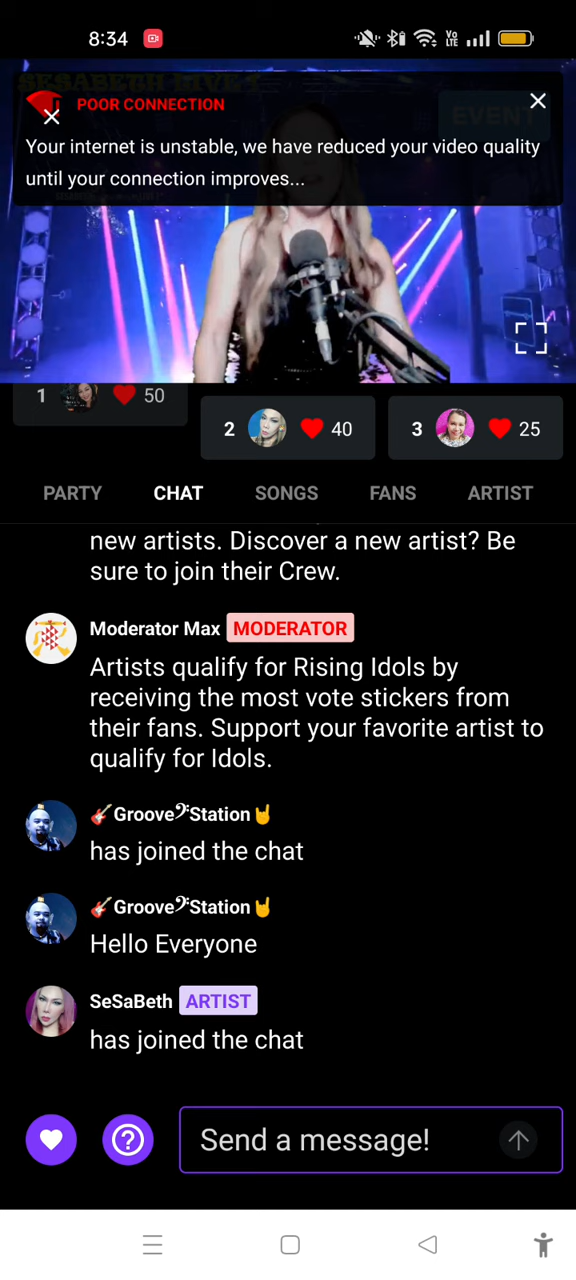 8:34
VO
LTE
POOR CONNECTION
EVENT
Your internet is unstable, we have reduced your video quality
until your connection improves...
1 50
2 40
3 25
PARTY CHAT SONGS FANS ARTIST
new artists. Discover a new artist? Be
sure to join their Crew.
Moderator Max MODERATOR
Artists qualify for Rising Idols by
receiving the most vote stickers from
their fans. Support your favorite artist to
qualify for Idols.
🎸Groove𝄢Station🤘
has joined the chat
🎸Groove𝄢Station🤘
Hello Everyone
SeSaBeth ARTIST
has joined the chat
Send a message!